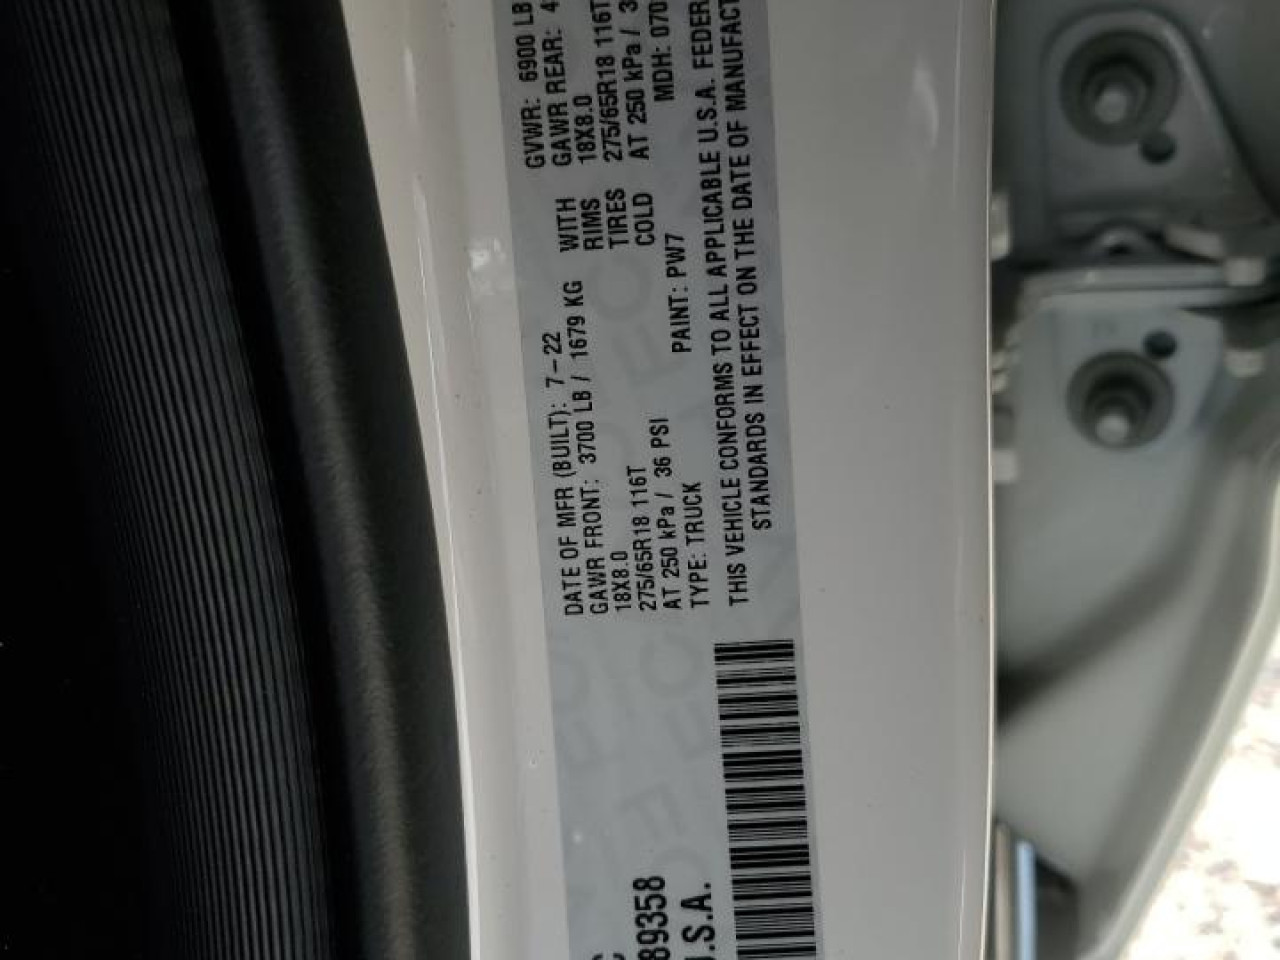 DATE OF MFR (BUILT): 7-22 GVWR: 6900 LB
GAWR FRONT: 3700 LB / 1679 KG WITH GAWR REAR: 4
18X8.0 RIMS 18X8.0
275/65R18 116T TIRES 275/65R18 116T
AT 250 kPa / 36 PSI COLD AT 250 kPa / 3
TYPE: TRUCK PAINT: PW7 MDH: 070
THIS VEHICLE CONFORMS TO ALL APPLICABLE U.S.A. FEDER
STANDARDS IN EFFECT ON THE DATE OF MANUFACT
89358
U.S.A.